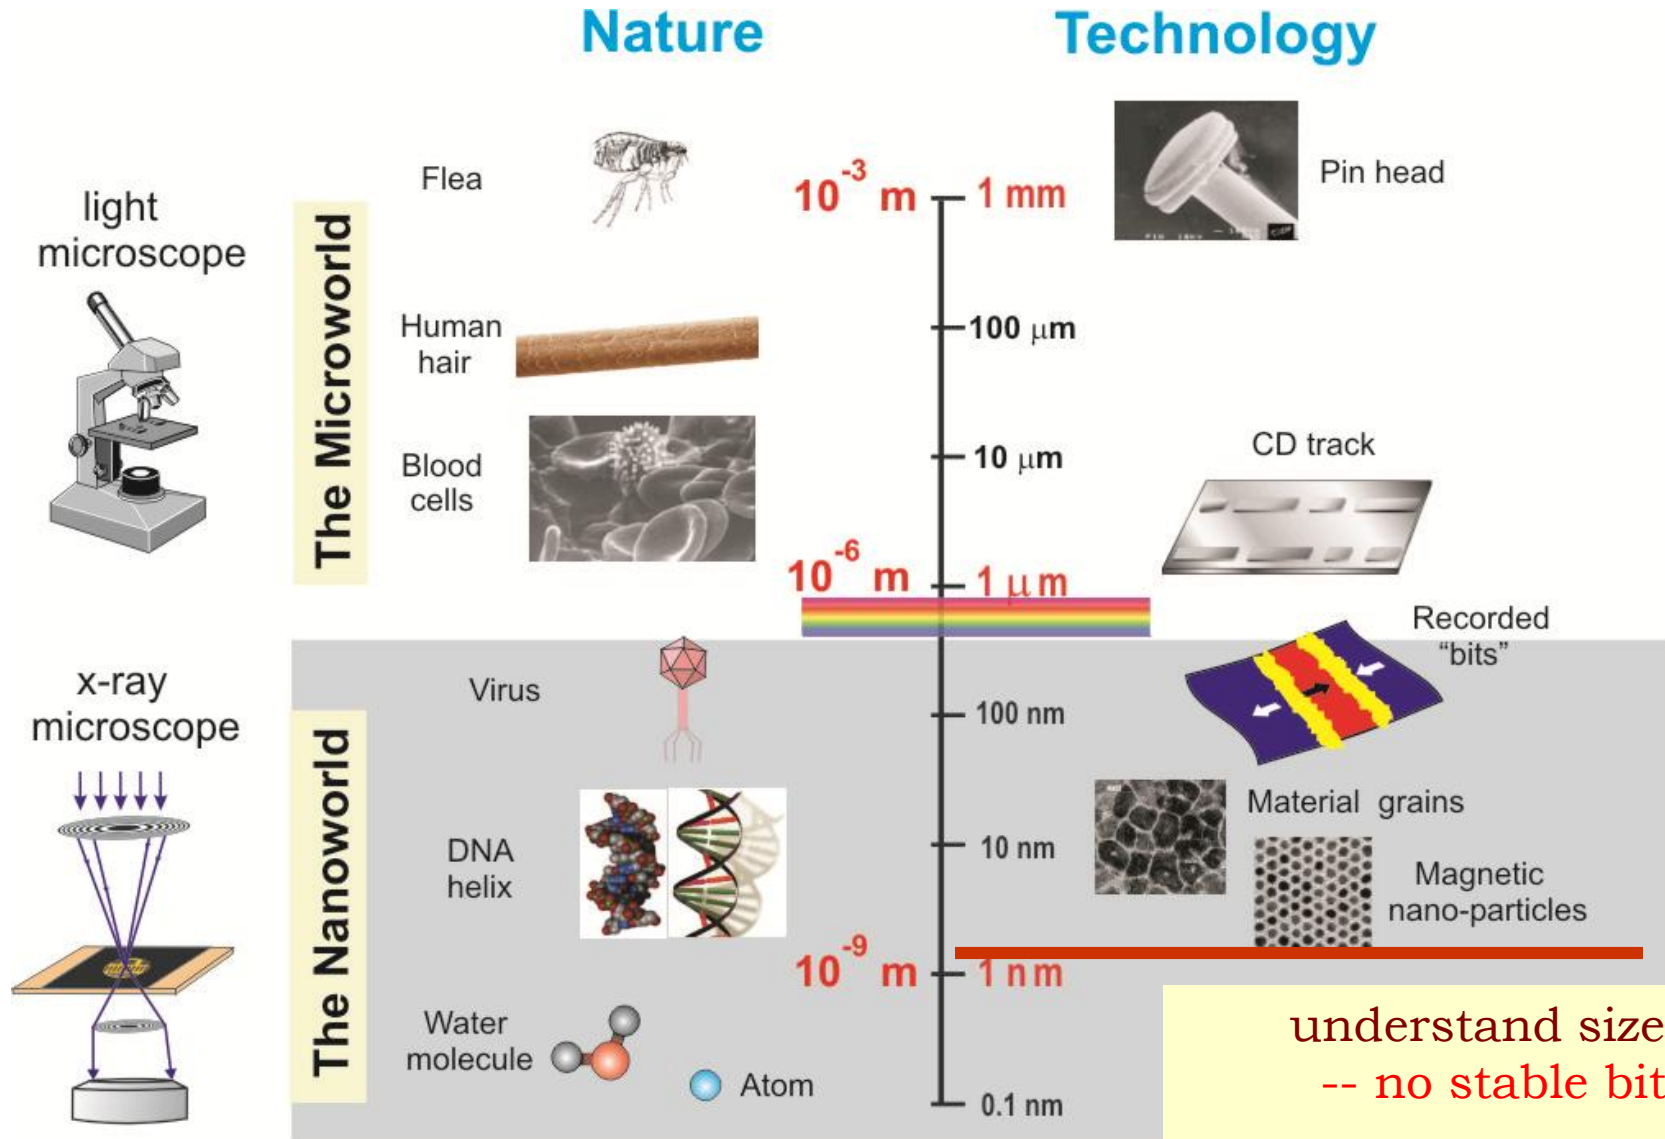 Nature
Technology
Flea
10⁻³ m
1 mm
Pin head
light
microscope
The Microworld
Human
hair
100 μm
Blood
cells
10 μm
CD track
10⁻⁶ m
1 μm
Recorded
“bits”
x-ray
microscope
The Nanoworld
Virus
100 nm
Material grains
DNA
helix
10 nm
Magnetic
nano-particles
10⁻⁹ m
1 nm
Water
molecule
Atom
0.1 nm
understand size
-- no stable bit